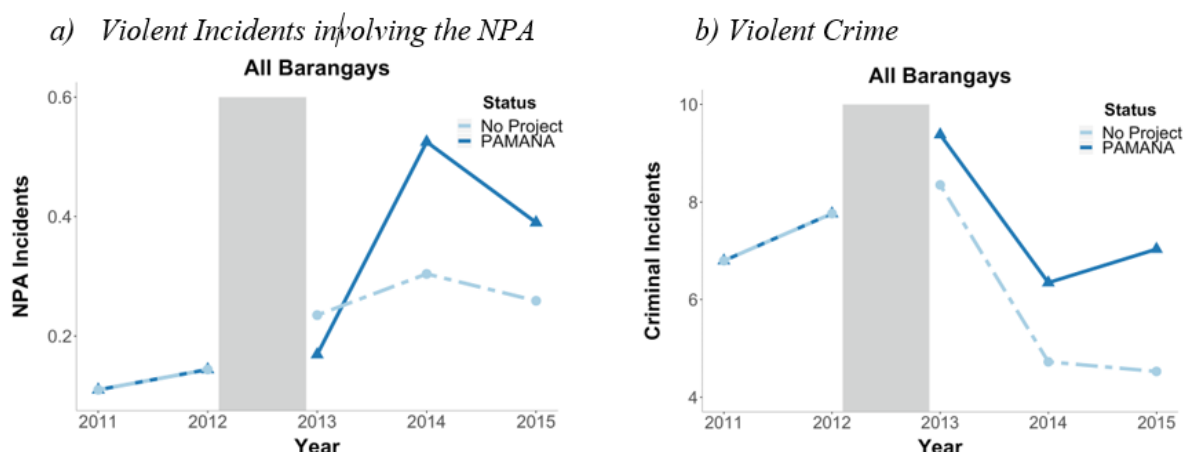 a) Violent Incidents involving the NPA
All Barangays
Status
No Project
PAMANA
0.6
0.4
0.2
NPA Incidents
2011 2012 2013 2014 2015
Year
b) Violent Crime
All Barangays
Status
No Project
PAMANA
10
8
6
4
Criminal Incidents
2011 2012 2013 2014 2015
Year